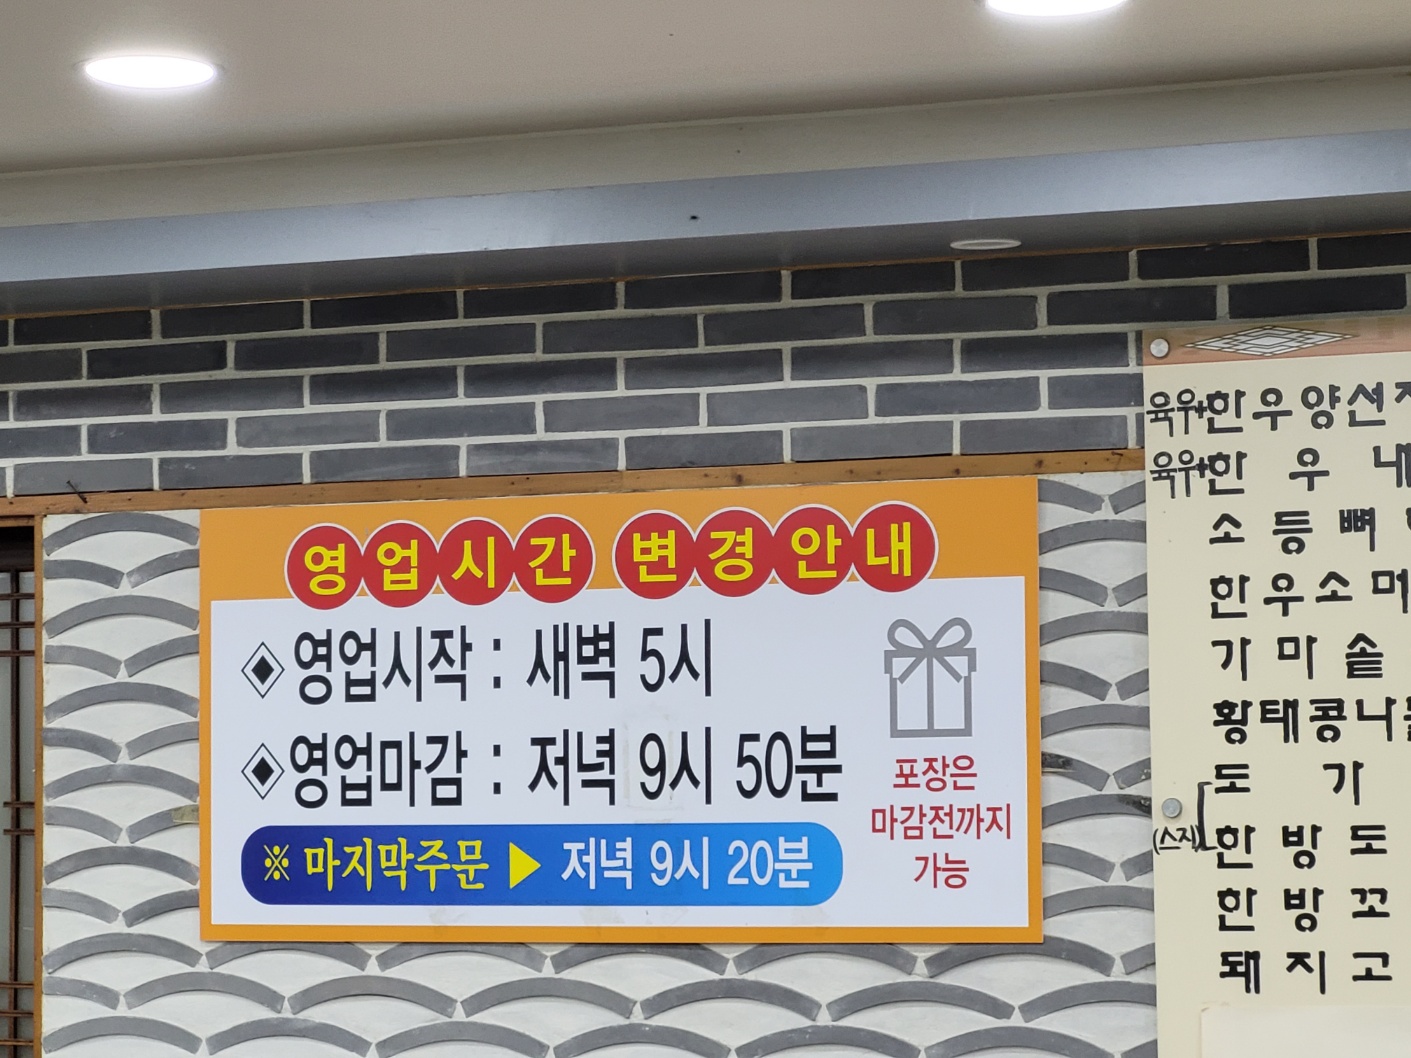 영업시간 변경안내
◈영업시작 : 새벽 5시
◈영업마감 : 저녁 9시 50분
※ 마지막주문 ▶ 저녁 9시 20분
포장은
마감전까지
가능
육우+한우양선지
육우+한 우 내
소 등 뼈
한우소머
가 마 솥
황태콩나물
도 가
(스지) 한 방 도
한 방 꼬
돼 지 고